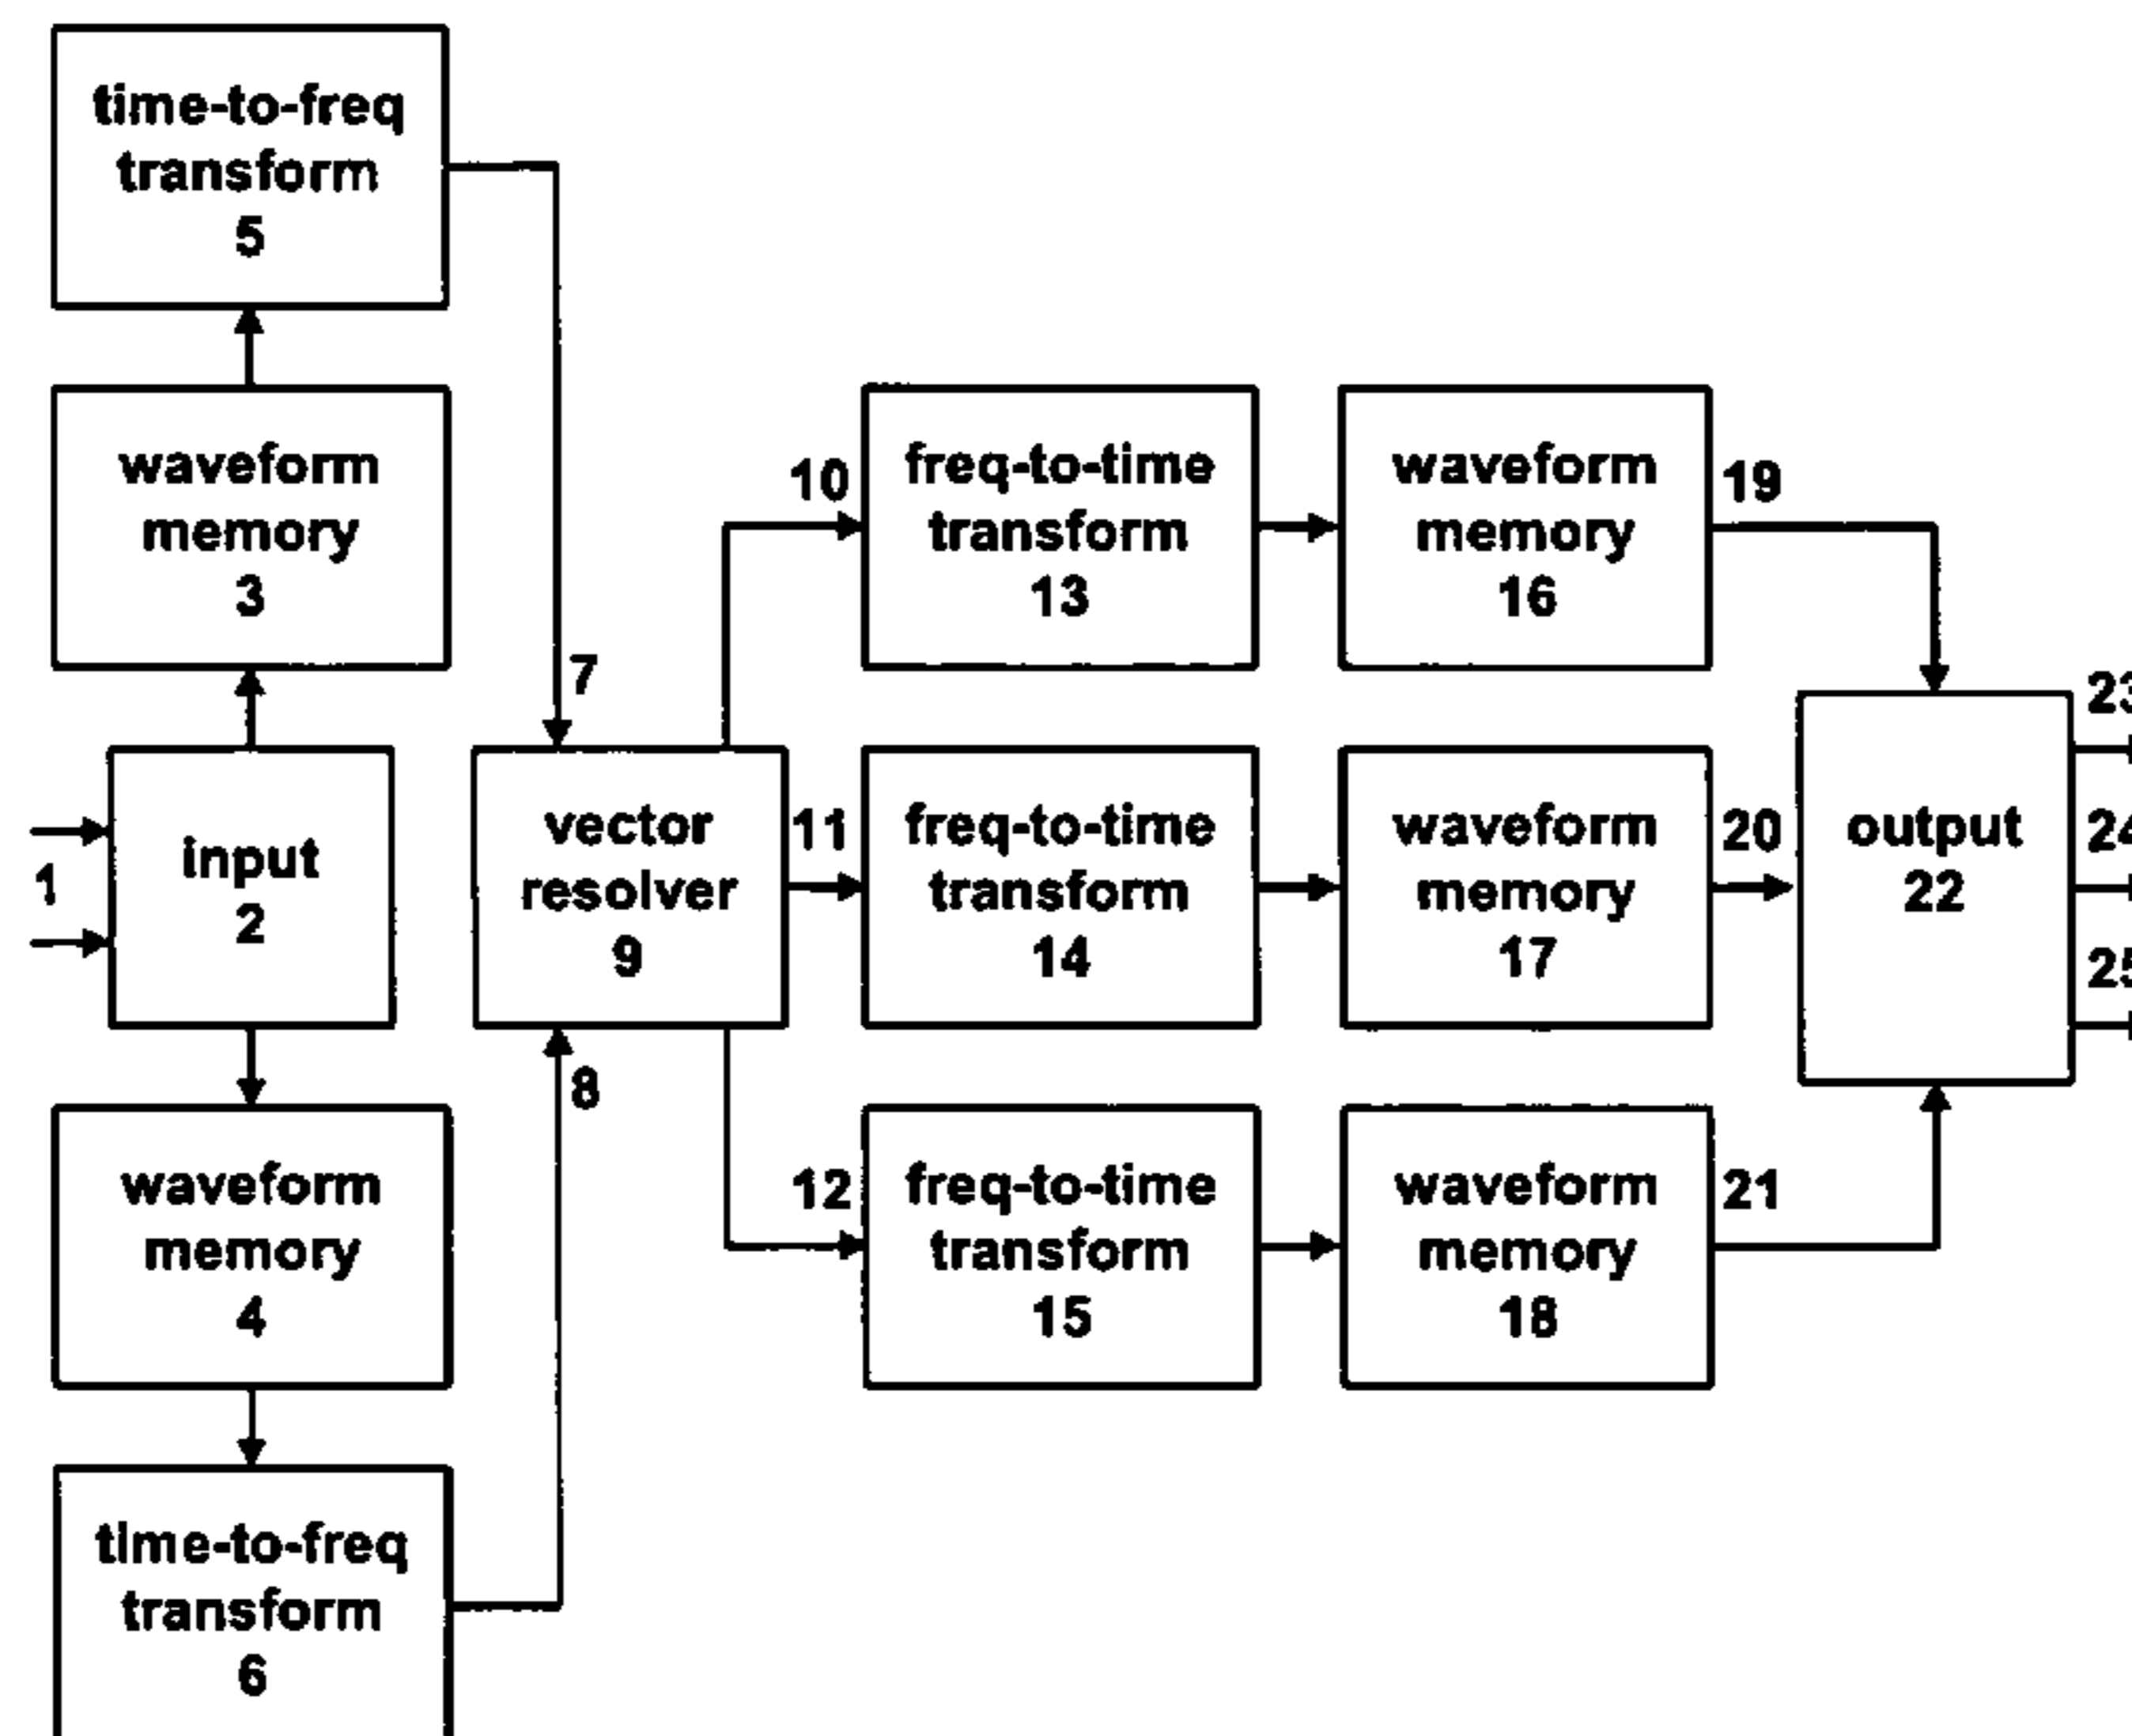 time-to-freq
transform
5
waveform
memory
3
7
10
freq-to-time
transform
13
waveform
memory
16
19
1
input
2
vector
resolver
9
11
freq-to-time
transform
14
waveform
memory
17
20
output
22
23
24
25
8
waveform
memory
4
12
freq-to-time
transform
15
waveform
memory
18
21
time-to-freq
transform
6